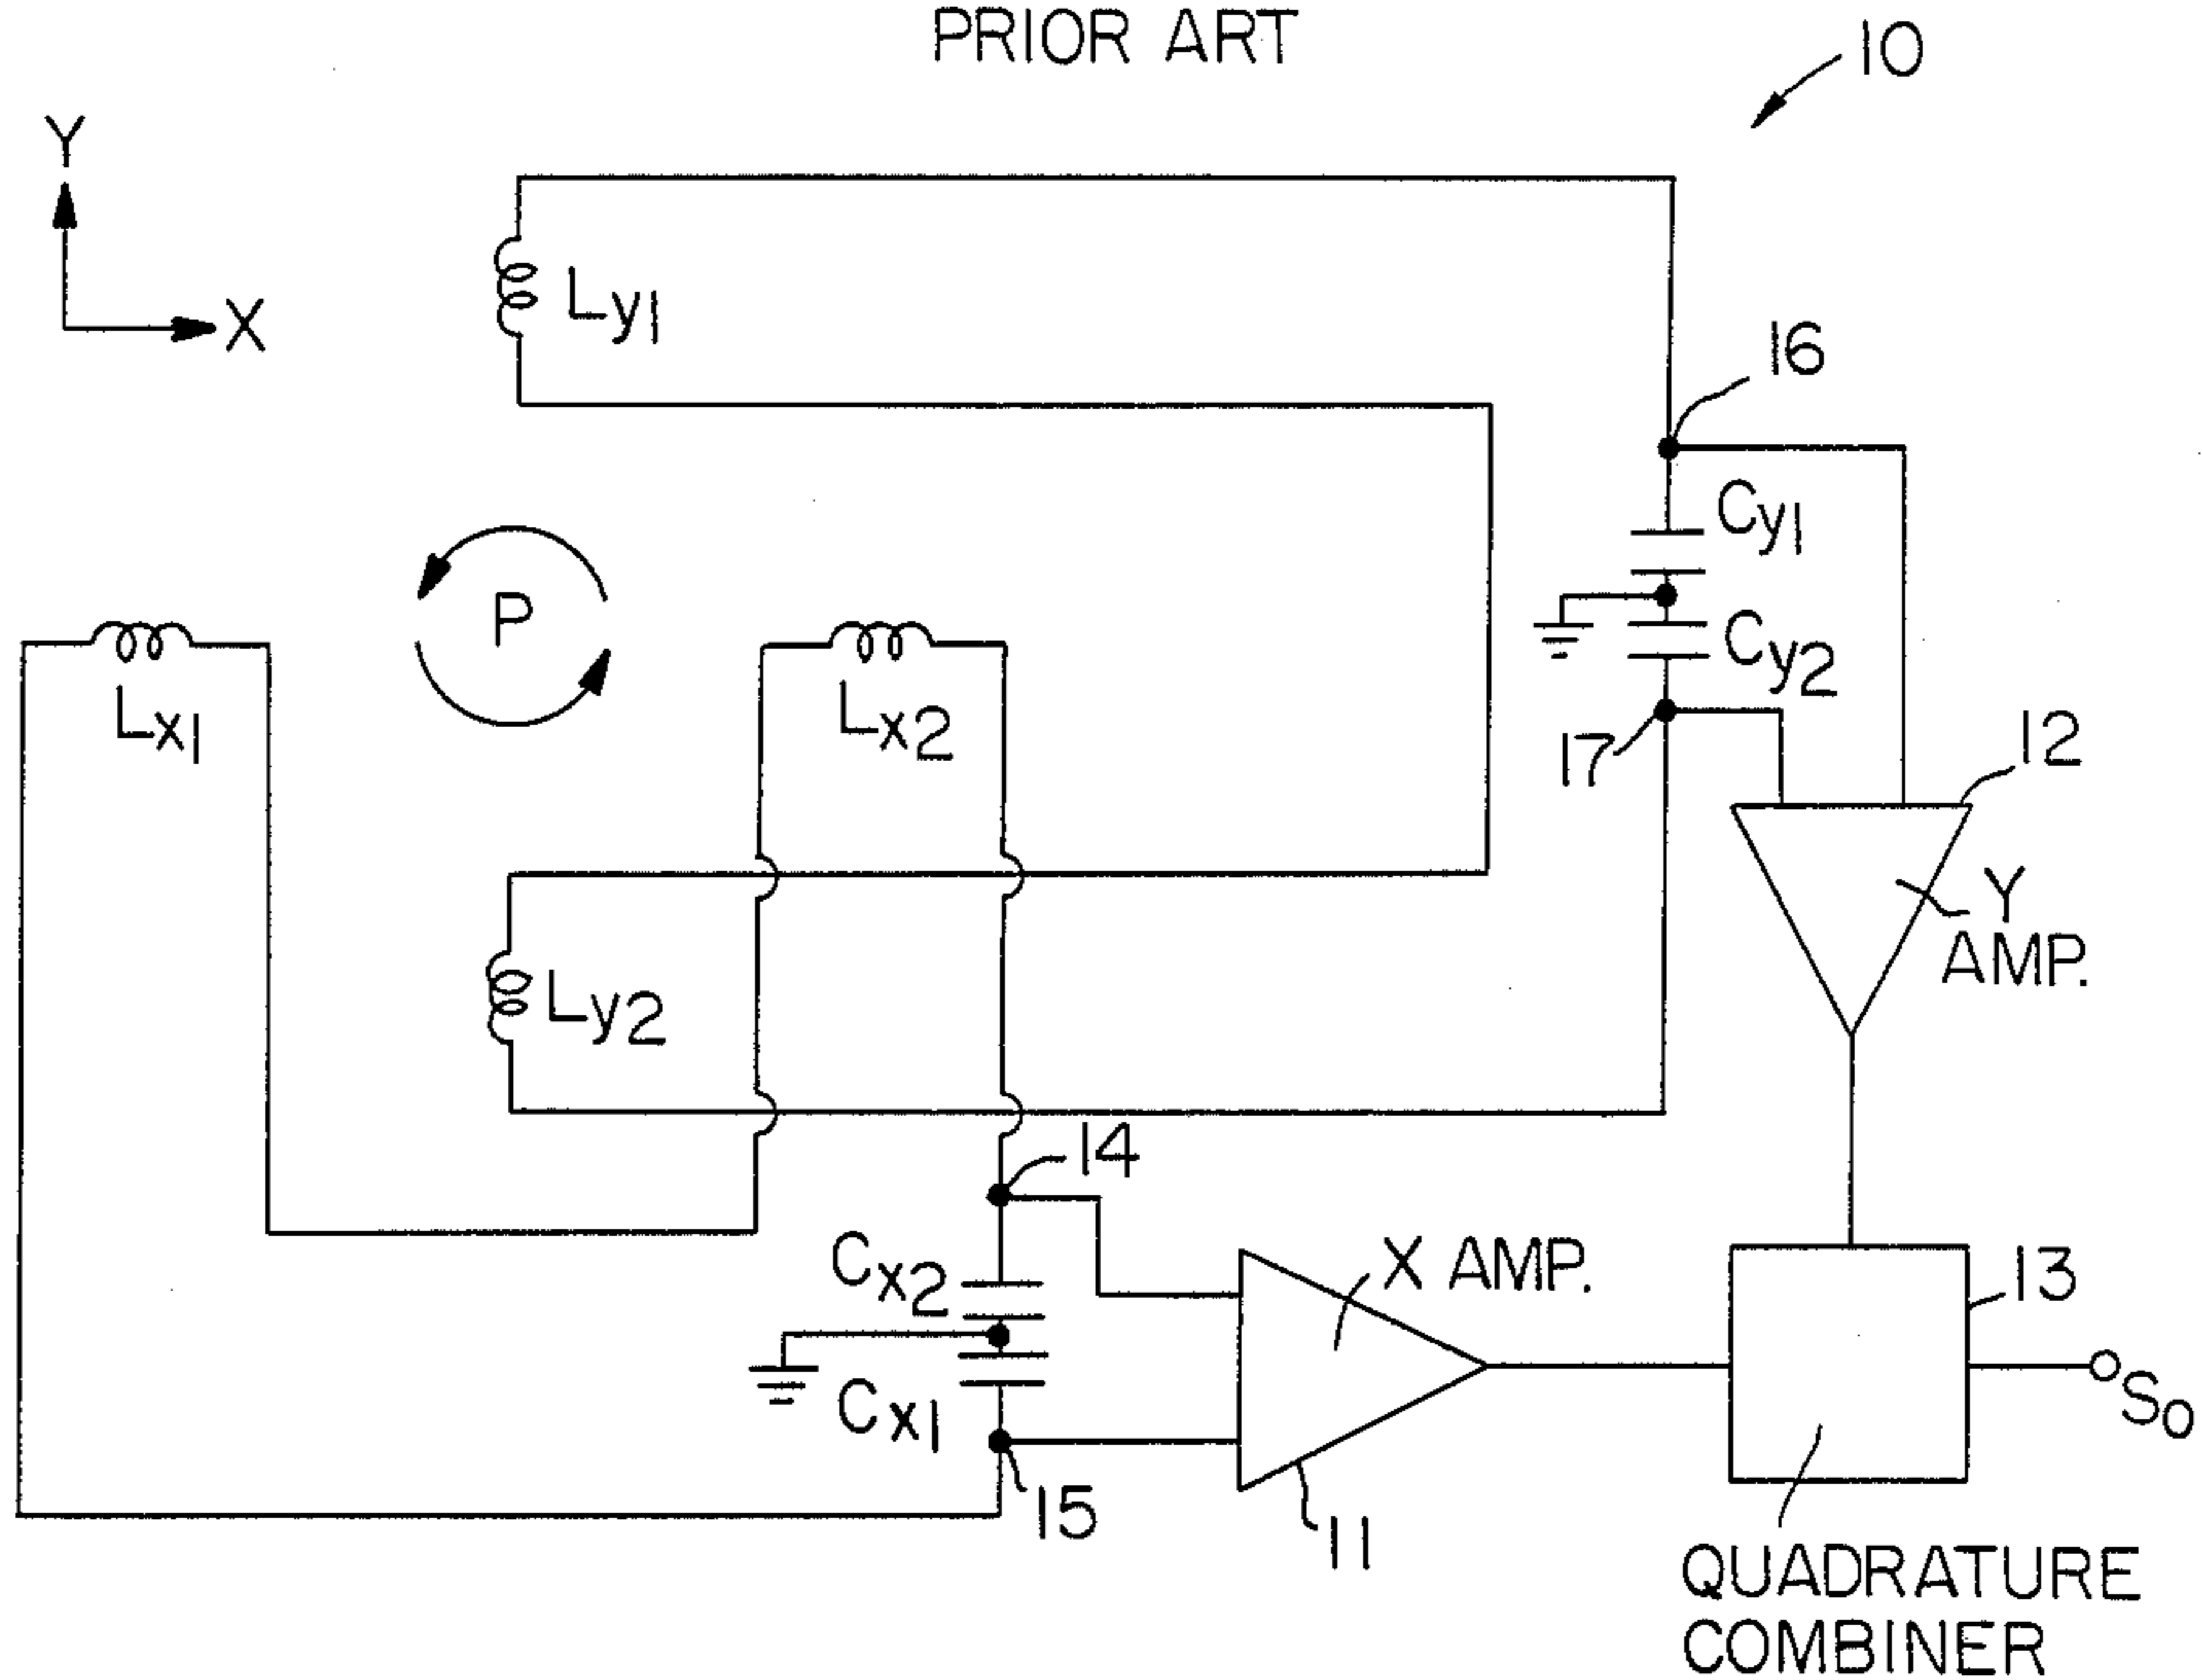 PRIOR ART
10
Y
X
Ly1
16
Cy1
P
Cy2
Lx1
Lx2
17
12
Y
AMP.
Ly2
14
Cx2
X AMP.
13
Cx1
So
15
11
QUADRATURE
COMBINER